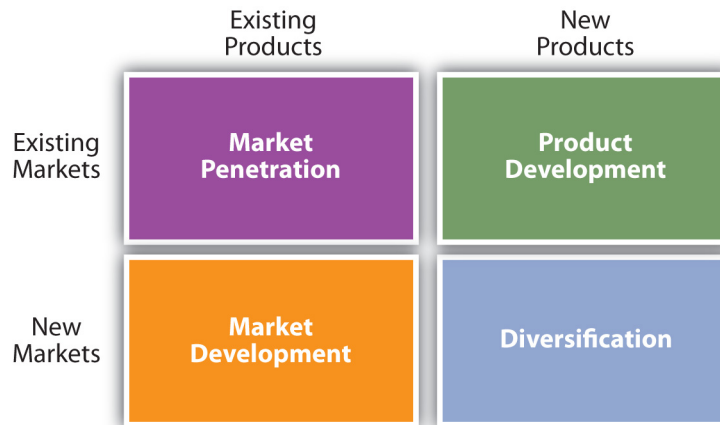 Existing
Products
New
Products
Existing
Markets
Market
Penetration
Product
Development
New
Markets
Market
Development
Diversification